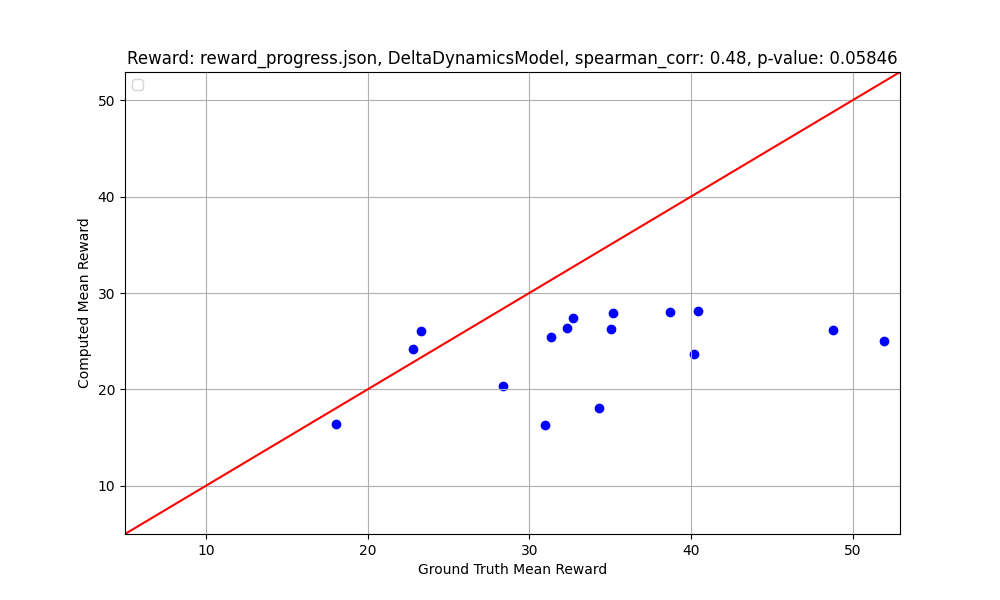 Reward: reward_progress.json, DeltaDynamicsModel, spearman_corr: 0.48, p-value: 0.05846
50
40
30
20
10
Computed Mean Reward
10 20 30 40 50
Ground Truth Mean Reward